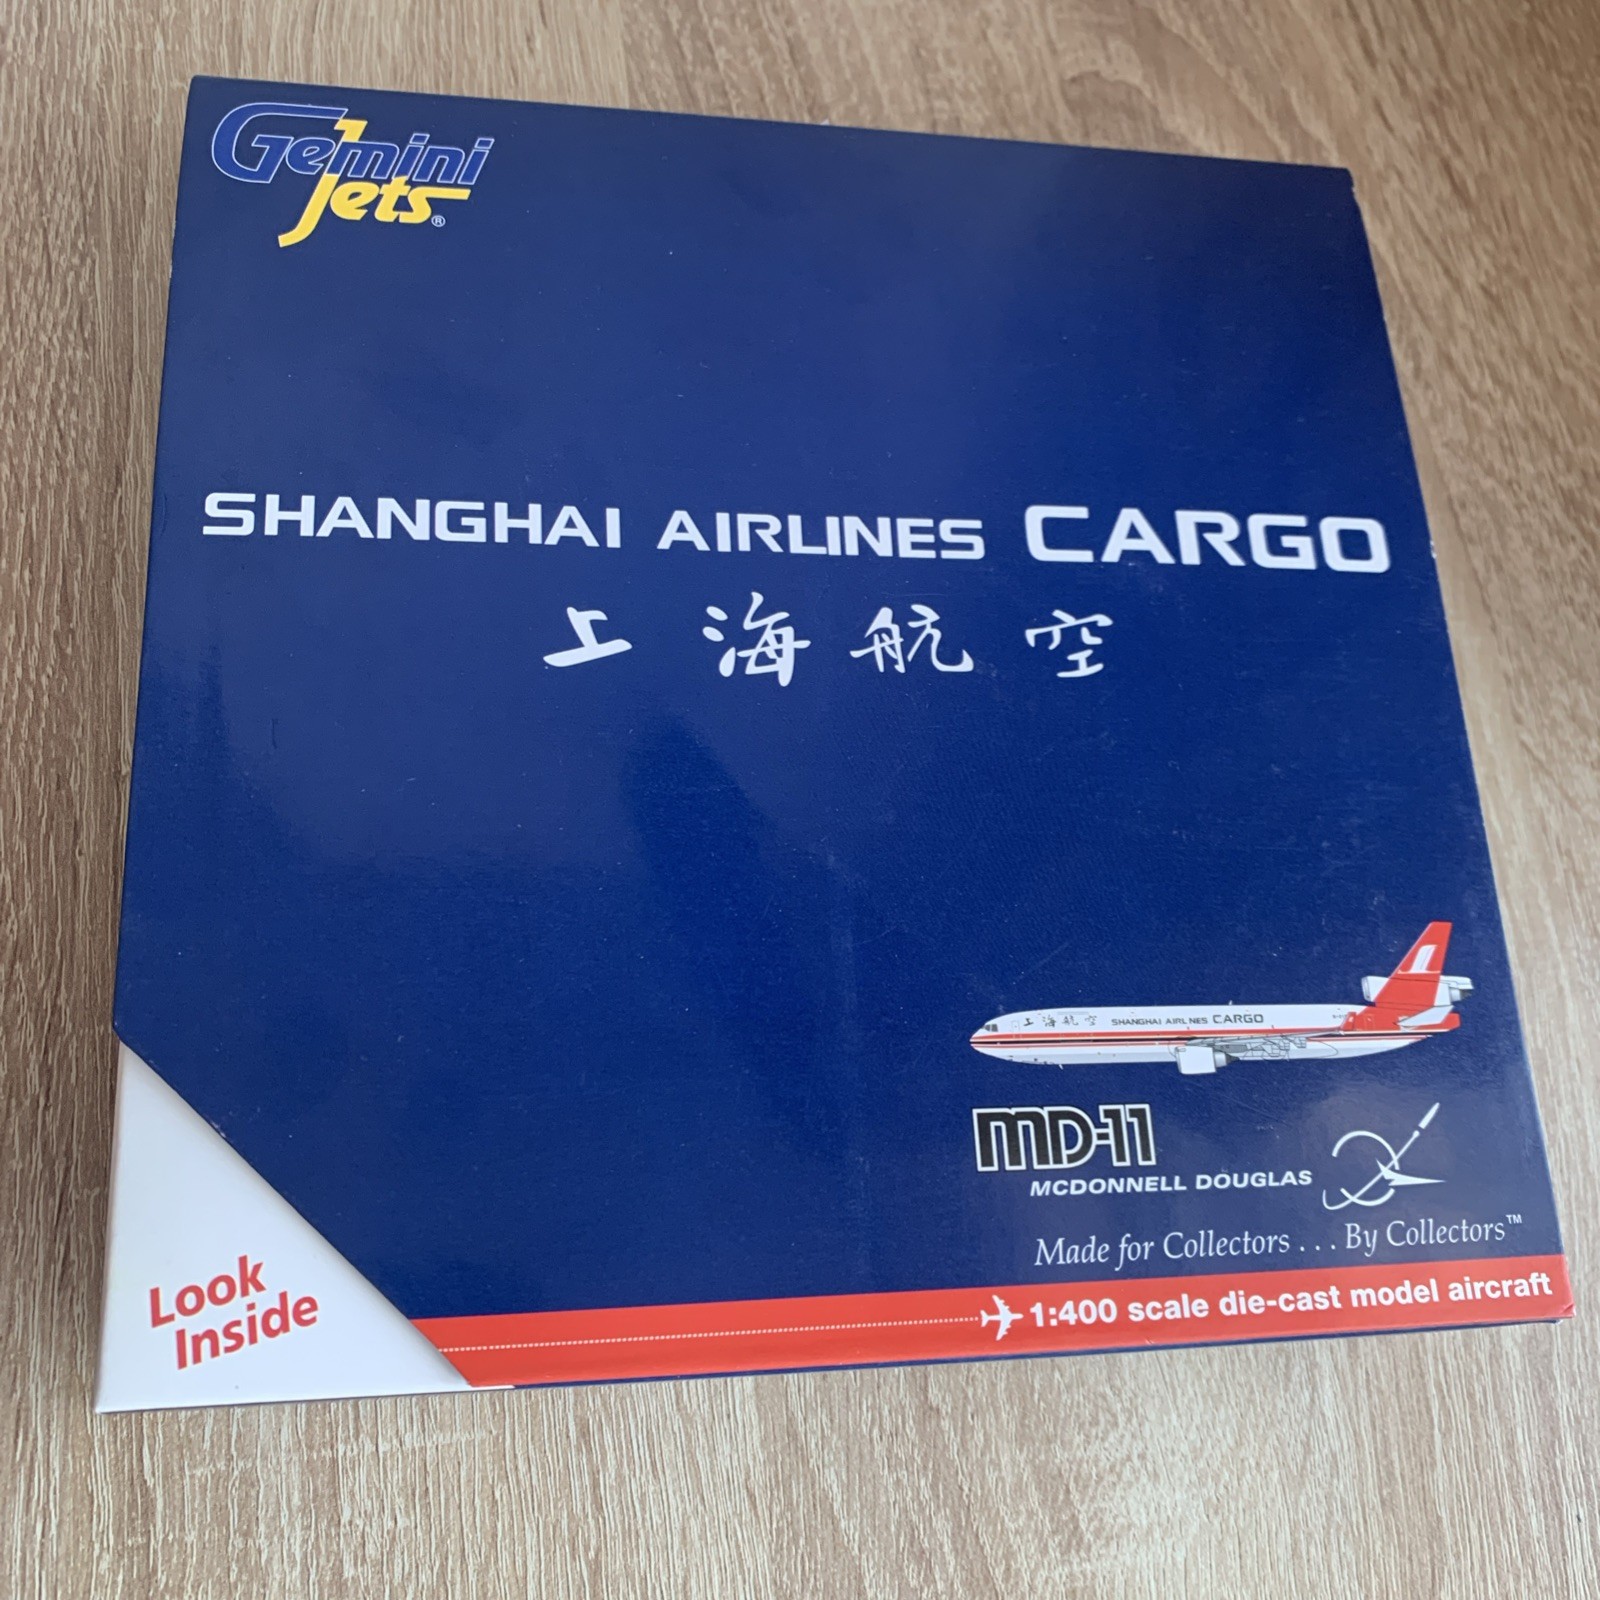 Gemini
Jets®
SHANGHAI AIRLINES CARGO
上海航空
上海航空 SHANGHAI AIRLINES CARGO
MD-11
MCDONNELL DOUGLAS
Made for Collectors . . . By Collectors™
1:400 scale die-cast model aircraft
Look
Inside